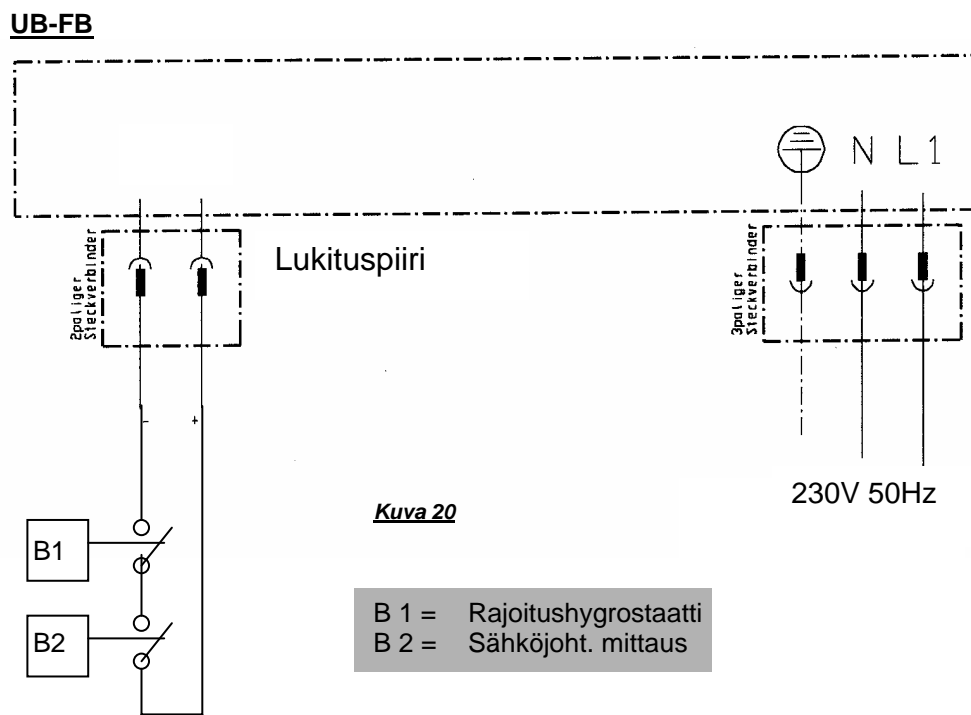 UB-FB
N L1
2poliger
Steckverbinder
Lukituspiiri
3poliger
Steckverbinder
- +
230V 50Hz
Kuva 20
B1
B2
B 1 = Rajoitushygrostaatti
B 2 = Sähköjoht. mittaus